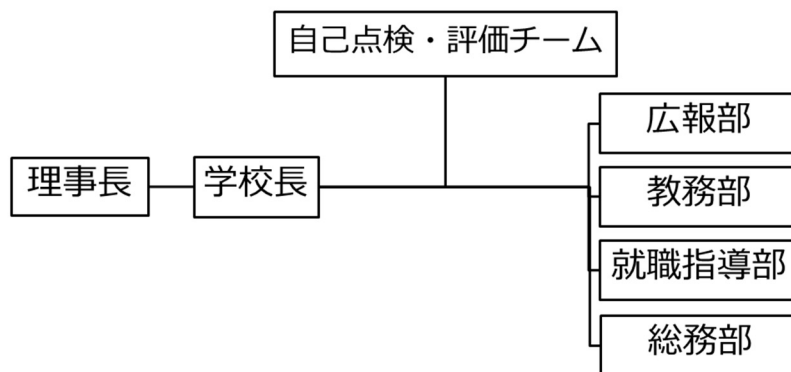 自己点検・評価チーム
理事長
学校長
広報部
教務部
就職指導部
総務部